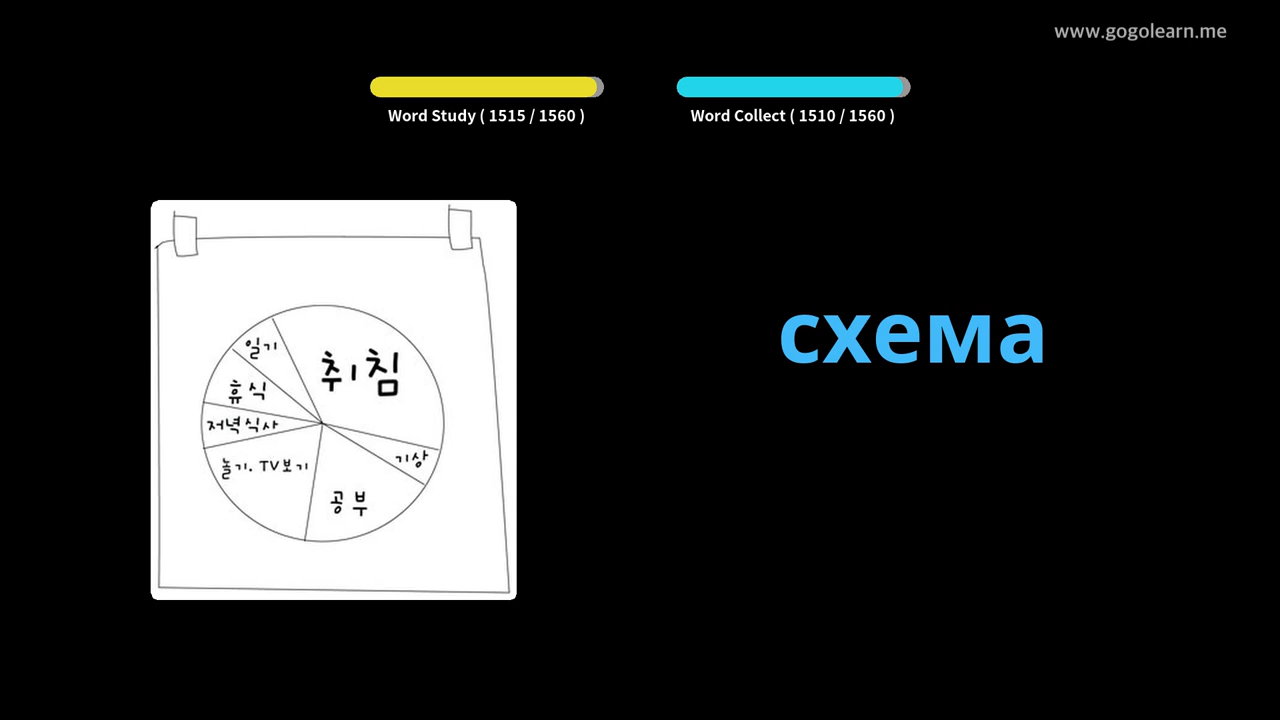 www.gogolearn.me
Word Study ( 1515 / 1560 )
Word Collect ( 1510 / 1560 )
схема
일기
취침
휴식
저녁식사
놀기. TV보기
기상
공부